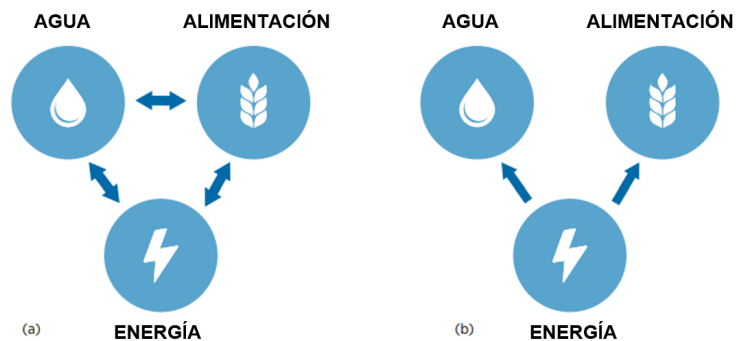 AGUA
ALIMENTACIÓN
AGUA
ALIMENTACIÓN
(a)
ENERGÍA
(b)
ENERGÍA